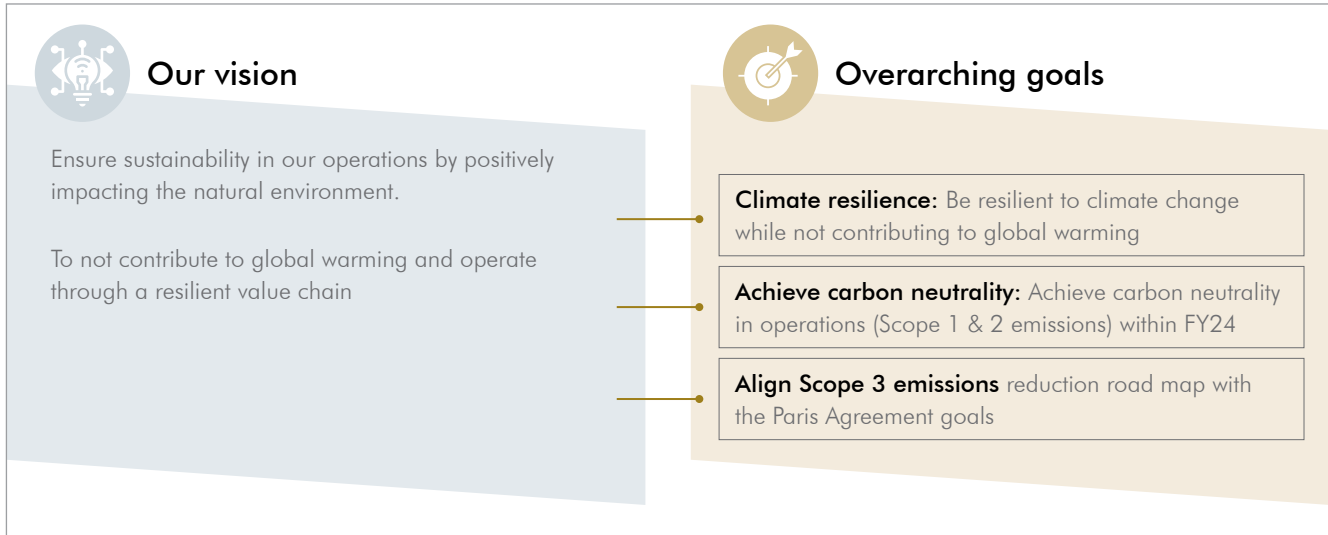 Our vision
Ensure sustainability in our operations by positively
impacting the natural environment.
To not contribute to global warming and operate
through a resilient value chain
Overarching goals
Climate resilience: Be resilient to climate change
while not contributing to global warming
Achieve carbon neutrality: Achieve carbon neutrality
in operations (Scope 1 & 2 emissions) within FY24
Align Scope 3 emissions reduction road map with
the Paris Agreement goals